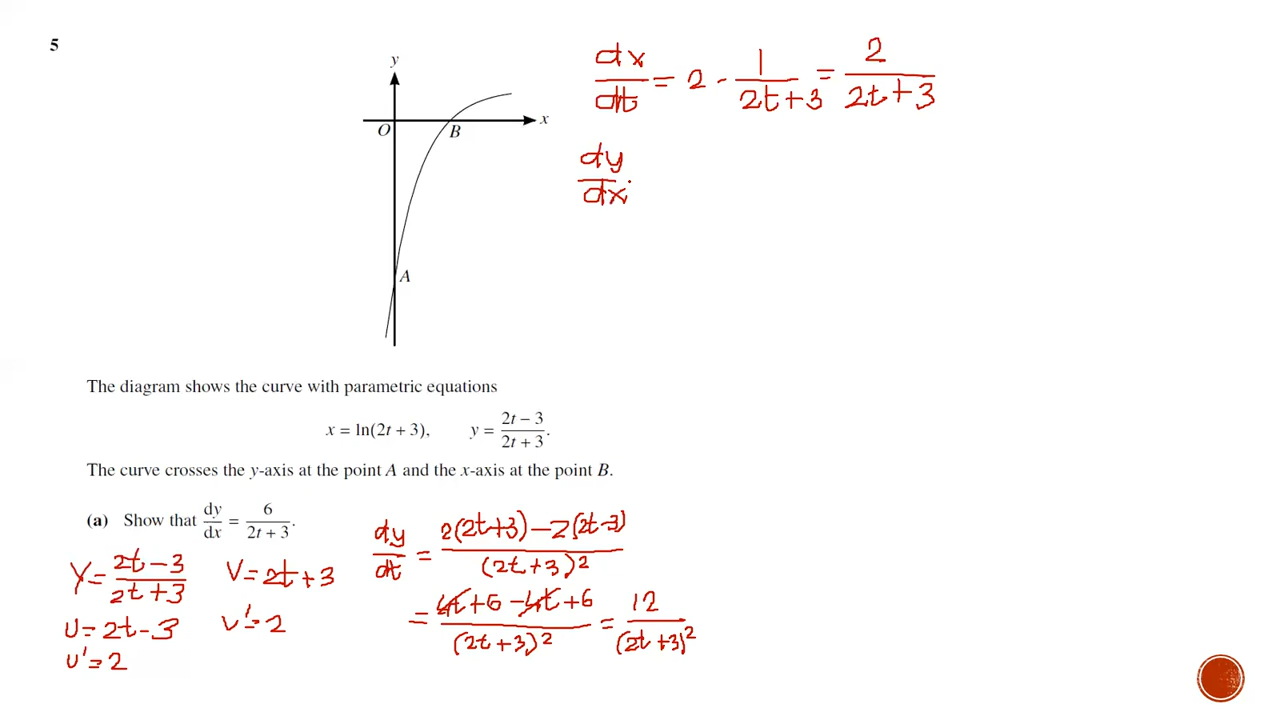 5
y
O
B
x
A
dx/dt = 2 · 1/(2t+3) = 2/(2t+3)
dy/dx
The diagram shows the curve with parametric equations
x = ln(2t + 3), y = (2t − 3)/(2t + 3).
The curve crosses the y-axis at the point A and the x-axis at the point B.
(a) Show that dy/dx = 6/(2t + 3).
Y = (2t−3)/(2t+3) V = 2t+3
U = 2t−3 V' = 2
U' = 2
dy/dt = (2(2t+3) − 2(2t−3))/(2t+3)²
= (4t+6−4t+6)/(2t+3)² = 12/(2t+3)²